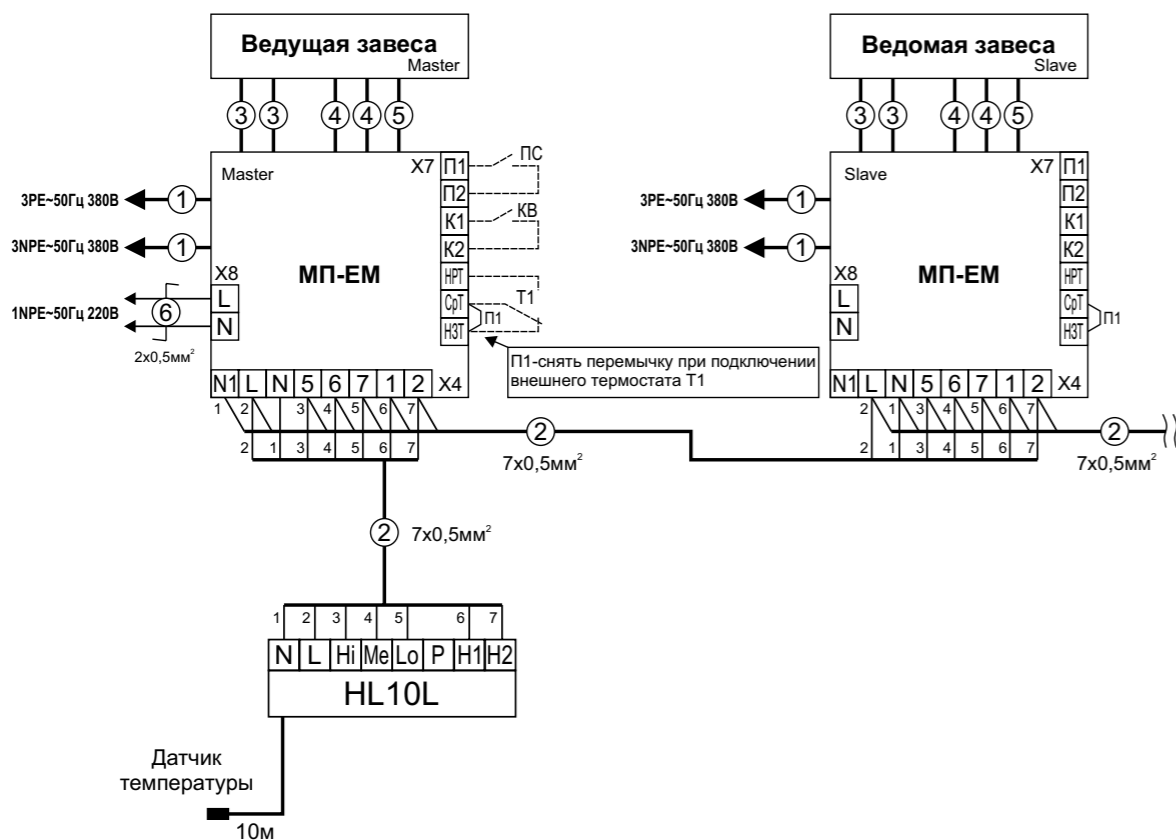 Ведущая завеса
Master
3 3 4 4 5
Master
X7
П1
П2
К1
К2
НРТ
СрТ
НЗТ
ПС
КВ
Т1
П1
3РЕ~50Гц 380В
1
3NРЕ~50Гц 380В
1
МП-ЕМ
X8
L
N
1NРЕ~50Гц 220В
6
2х0,5мм²
П1-снять перемычку при подключении
внешнего термостата Т1
N1 L N 5 6 7 1 2
X4
1 2 3 4 5 6 7
2 1 3 4 5 6 7
2
7х0,5мм²
Ведомая завеса
Slave
3 3 4 4 5
Slave
X7
П1
П2
К1
К2
НРТ
СрТ
НЗТ
П1
3РЕ~50Гц 380В
1
3NРЕ~50Гц 380В
1
МП-ЕМ
X8
L
N
N1 L N 5 6 7 1 2
X4
2 1 3 4 5 6 7
2 1 3 4 5 6 7
2
7х0,5мм²
2
7х0,5мм²
1 2 3 4 5 6 7
N L Hi Me Lo P H1 H2
HL10L
Датчик
температуры
10м